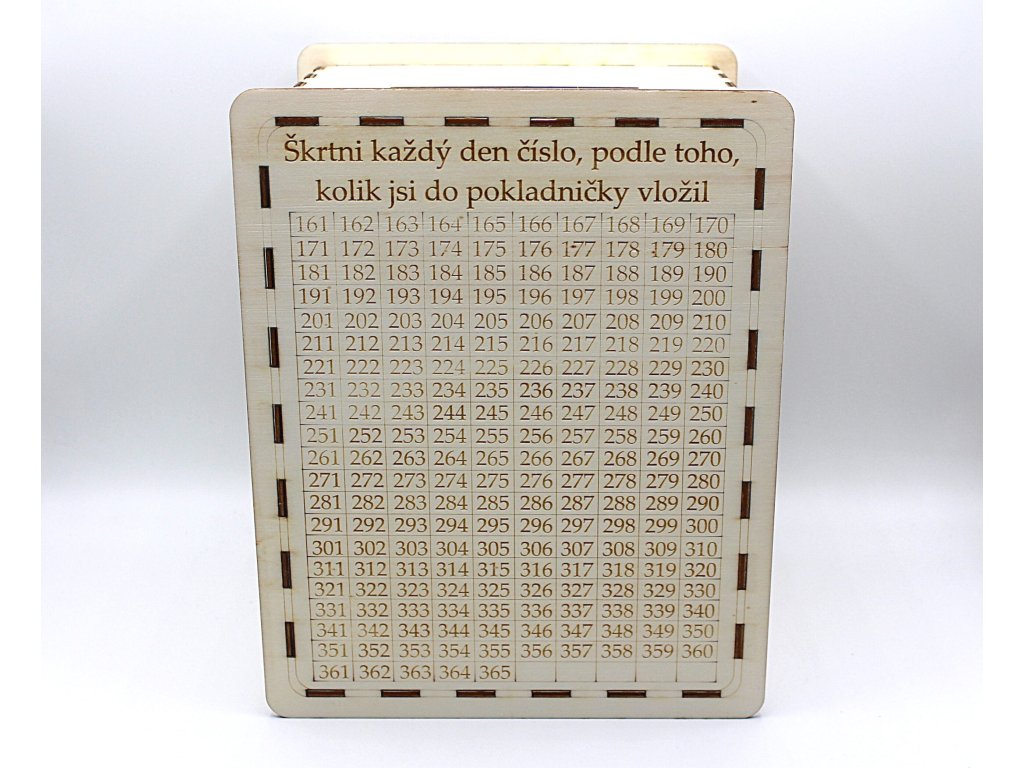 Škrtni každý den číslo, podle toho,
kolik jsi do pokladničky vložil
161 162 163 164 165 166 167 168 169 170
171 172 173 174 175 176 177 178 179 180
181 182 183 184 185 186 187 188 189 190
191 192 193 194 195 196 197 198 199 200
201 202 203 204 205 206 207 208 209 210
211 212 213 214 215 216 217 218 219 220
221 222 223 224 225 226 227 228 229 230
231 232 233 234 235 236 237 238 239 240
241 242 243 244 245 246 247 248 249 250
251 252 253 254 255 256 257 258 259 260
261 262 263 264 265 266 267 268 269 270
271 272 273 274 275 276 277 278 279 280
281 282 283 284 285 286 287 288 289 290
291 292 293 294 295 296 297 298 299 300
301 302 303 304 305 306 307 308 309 310
311 312 313 314 315 316 317 318 319 320
321 322 323 324 325 326 327 328 329 330
331 332 333 334 335 336 337 338 339 340
341 342 343 344 345 346 347 348 349 350
351 352 353 354 355 356 357 358 359 360
361 362 363 364 365